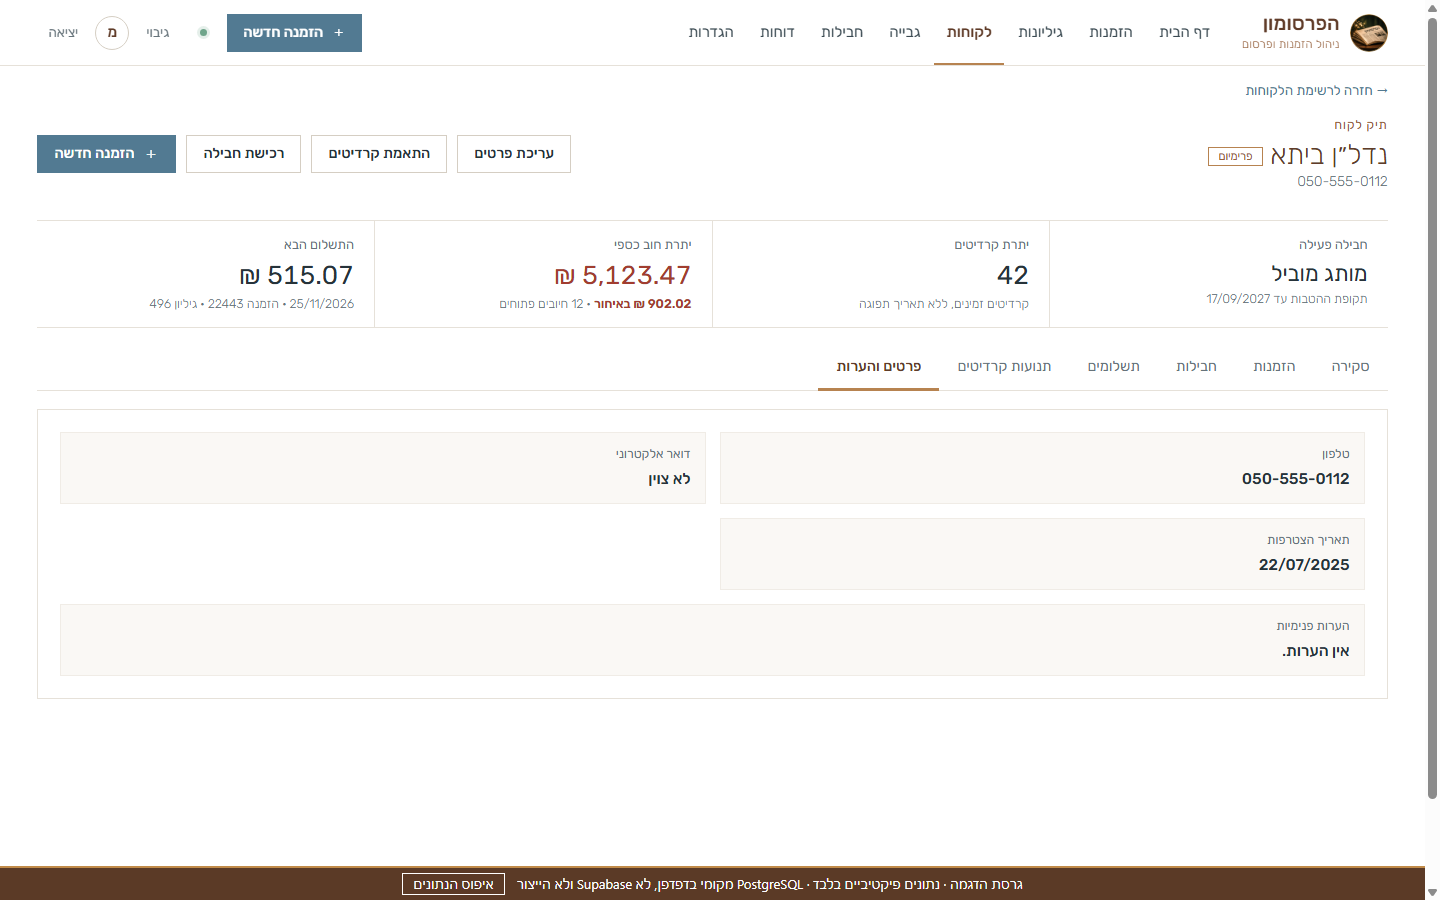 הפרסומון
ניהול הזמנות ופרסום
דף הבית
הזמנות
גיליונות
לקוחות
גבייה
חבילות
דוחות
הגדרות
+ הזמנה חדשה
גיבוי
מ
יציאה
→ חזרה לרשימת הלקוחות
תיק לקוח
נדל״ן ביתא פרימיום
050-555-0112
עריכת פרטים
התאמת קרדיטים
רכישת חבילה
+ הזמנה חדשה
חבילה פעילה
מותג מוביל
תקופת ההטבות עד 17/09/2027
יתרת קרדיטים
42
קרדיטים זמינים, ללא תאריך תפוגה
יתרת חוב כספי
5,123.47 ₪
902.02 ₪ באיחור • 12 חיובים פתוחים
התשלום הבא
515.07 ₪
25/11/2026 • הזמנה 22443 • גיליון 496
סקירה
הזמנות
חבילות
תשלומים
תנועות קרדיטים
פרטים והערות
טלפון
050-555-0112
דואר אלקטרוני
לא צוין
תאריך הצטרפות
22/07/2025
הערות פנימיות
אין הערות.
גרסת הדגמה · נתונים פיקטיביים בלבד · PostgreSQL מקומי בדפדפן, לא Supabase ולא הייצור
איפוס הנתונים